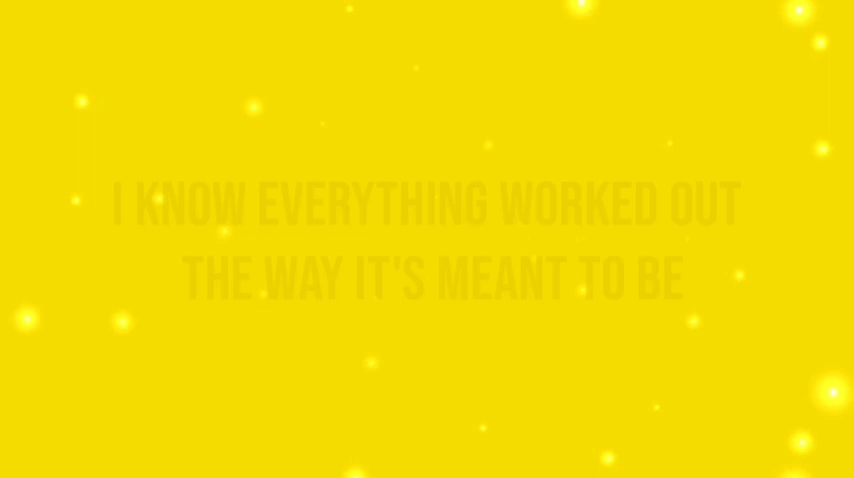 I KNOW EVERYTHING WORKED OUT
THE WAY IT'S MEANT TO BE